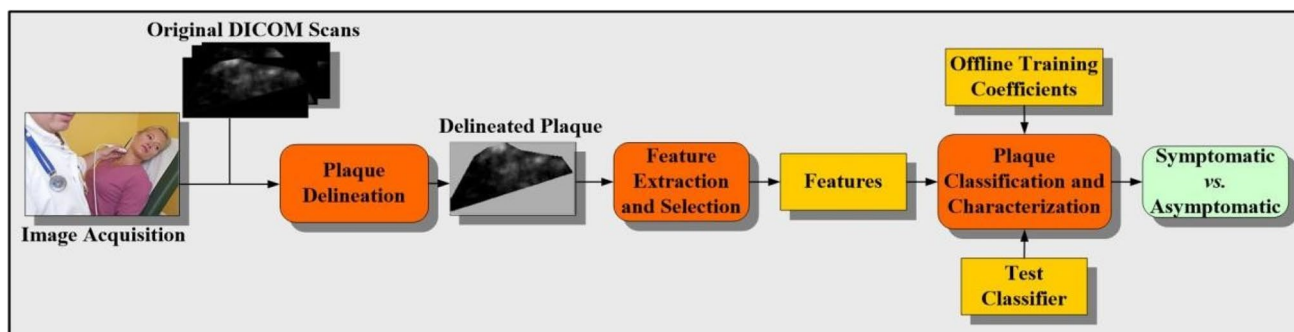 Original DICOM Scans
Image Acquisition
Plaque
Delineation
Delineated Plaque
Feature
Extraction
and Selection
Features
Offline Training
Coefficients
Plaque
Classification and
Characterization
Test
Classifier
Symptomatic
vs.
Asymptomatic